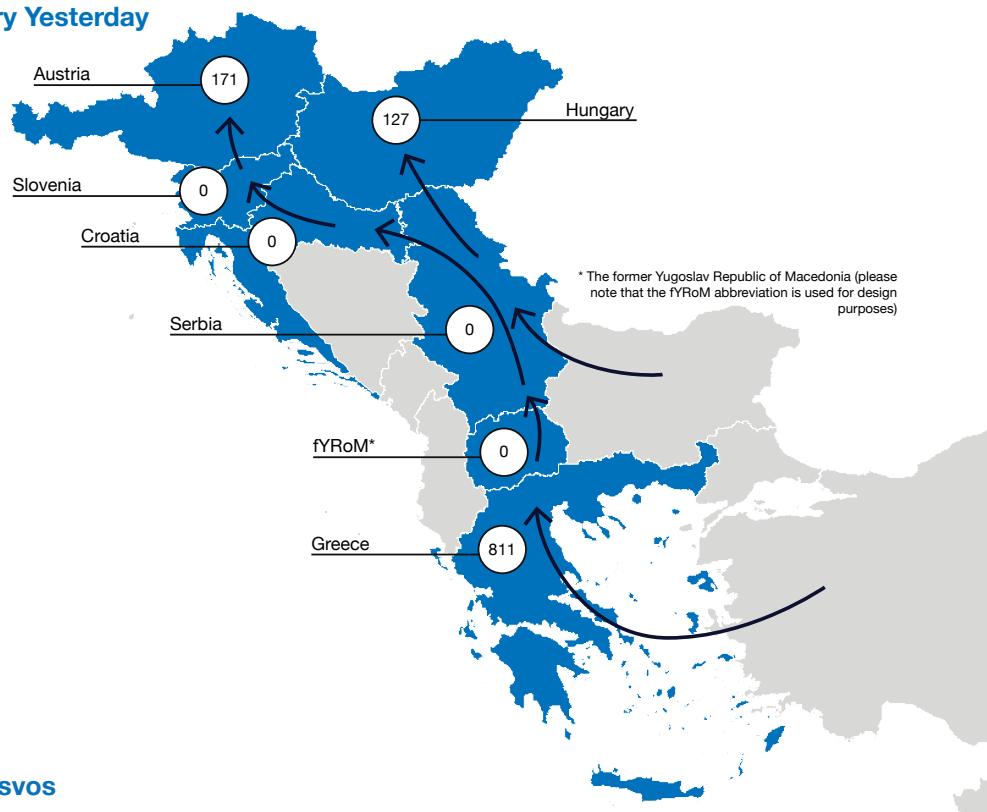 ry Yesterday
Austria
171
127
Hungary
Slovenia
0
Croatia
0
* The former Yugoslav Republic of Macedonia (please
note that the fYRoM abbreviation is used for design
purposes)
Serbia
0
fYRoM*
0
Greece
811
svos